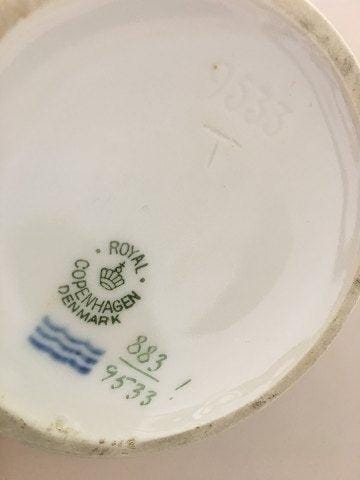 9533
T
ROYAL
COPENHAGEN
DENMARK
883
9533 !